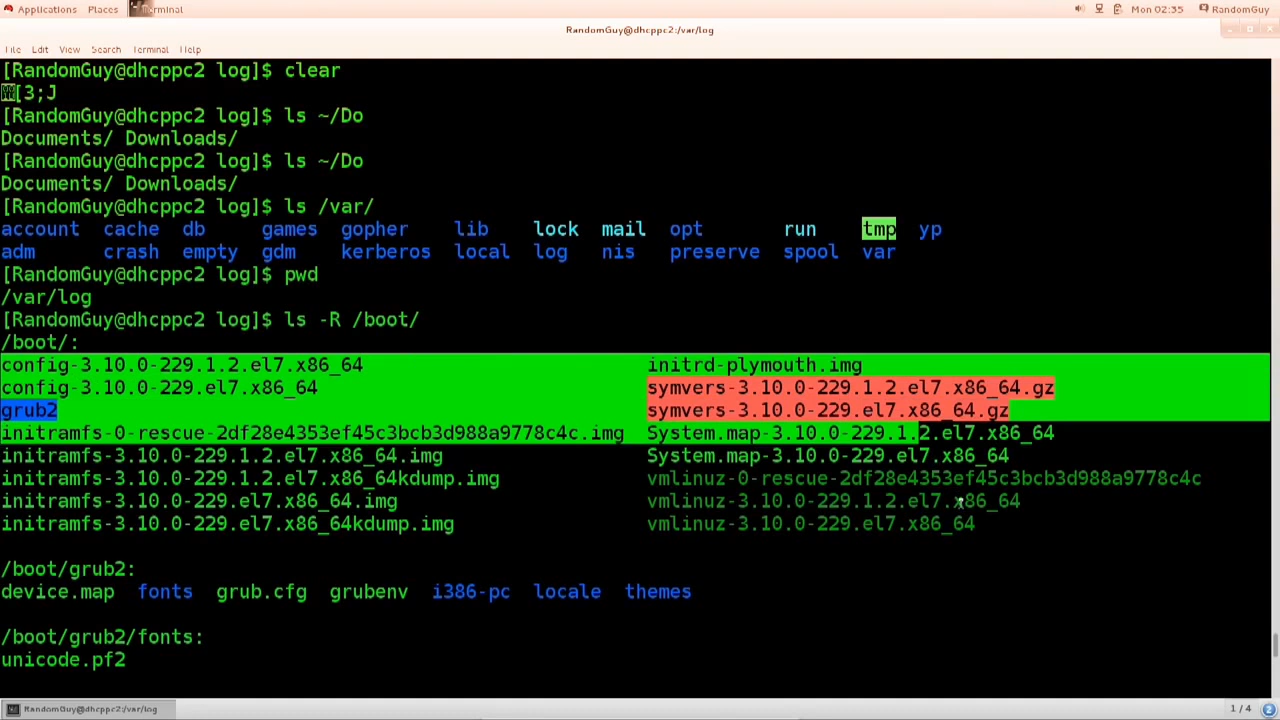 Applications Places Terminal Mon 02:35 RandomGuy
RandomGuy@dhcppc2:/var/log
File Edit View Search Terminal Help
[RandomGuy@dhcppc2 log]$ clear
[3;J
[RandomGuy@dhcppc2 log]$ ls ~/Do
Documents/ Downloads/
[RandomGuy@dhcppc2 log]$ ls ~/Do
Documents/ Downloads/
[RandomGuy@dhcppc2 log]$ ls /var/
account cache db games gopher lib lock mail opt run tmp yp
adm crash empty gdm kerberos local log nis preserve spool var
[RandomGuy@dhcppc2 log]$ pwd
/var/log
[RandomGuy@dhcppc2 log]$ ls -R /boot/
/boot/:
config-3.10.0-229.1.2.el7.x86_64 initrd-plymouth.img
config-3.10.0-229.el7.x86_64 symvers-3.10.0-229.1.2.el7.x86_64.gz
grub2 symvers-3.10.0-229.el7.x86_64.gz
initramfs-0-rescue-2df28e4353ef45c3bcb3d988a9778c4c.img System.map-3.10.0-229.1.2.el7.x86_64
initramfs-3.10.0-229.1.2.el7.x86_64.img System.map-3.10.0-229.el7.x86_64
initramfs-3.10.0-229.1.2.el7.x86_64kdump.img vmlinuz-0-rescue-2df28e4353ef45c3bcb3d988a9778c4c
initramfs-3.10.0-229.el7.x86_64.img vmlinuz-3.10.0-229.1.2.el7.x86_64
initramfs-3.10.0-229.el7.x86_64kdump.img vmlinuz-3.10.0-229.el7.x86_64
/boot/grub2:
device.map fonts grub.cfg grubenv i386-pc locale themes
/boot/grub2/fonts:
unicode.pf2
RandomGuy@dhcppc2:/var/log 1 / 4 2